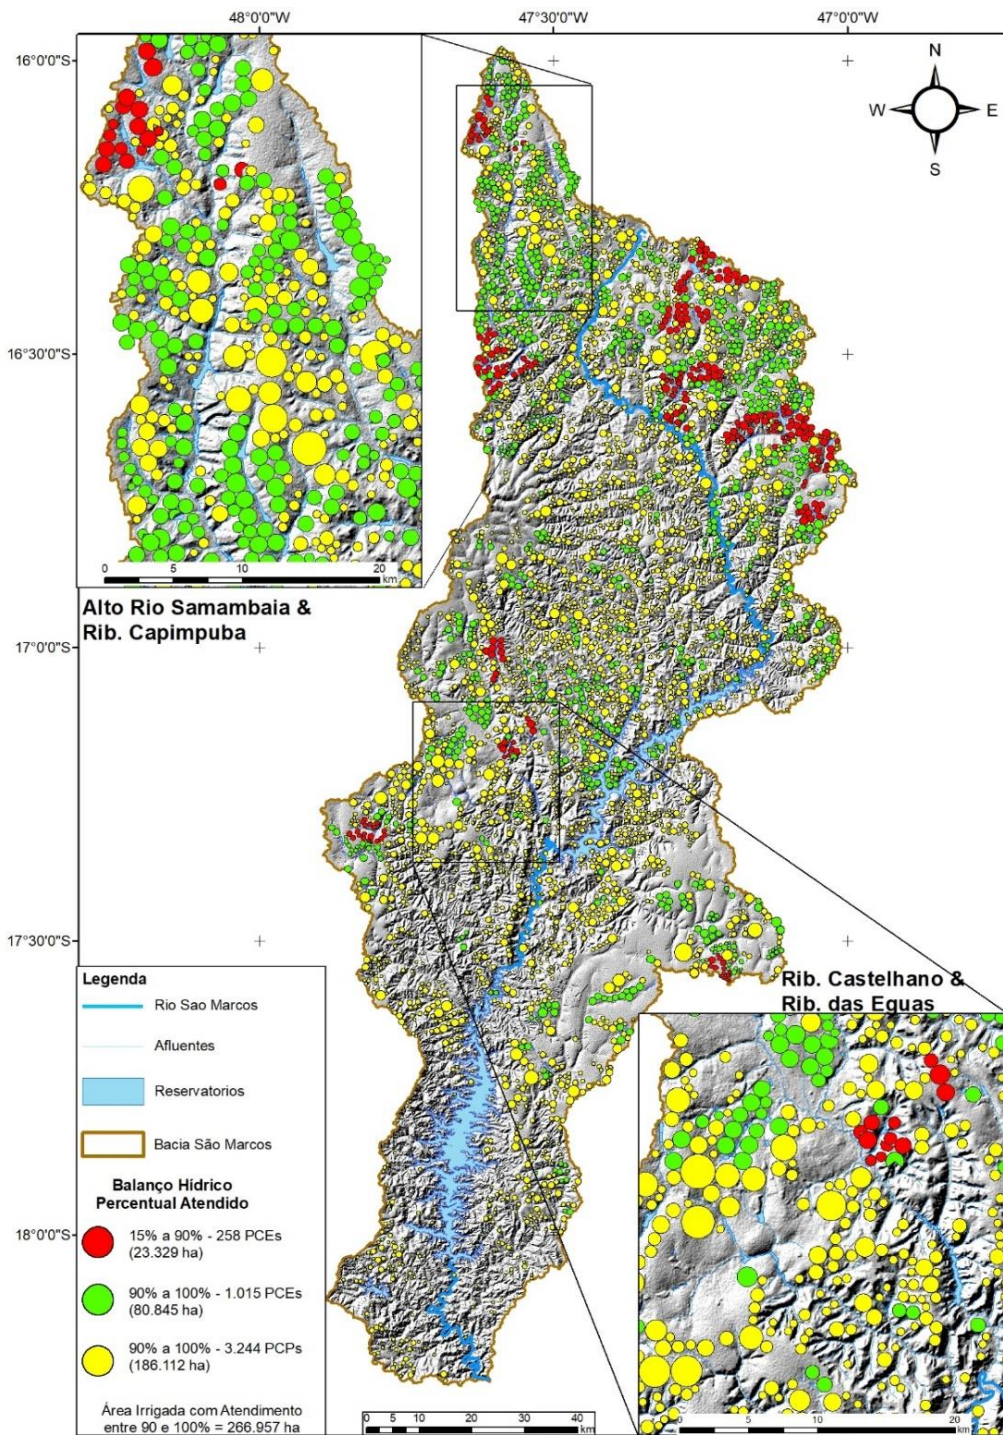 48°0'0"W
47°30'0"W
47°0'0"W
16°0'0"S
16°30'0"S
17°0'0"S
17°30'0"S
18°0'0"S
N
W
E
S
0 5 10 20
km
Alto Rio Samambaia &
Rib. Capimpuba
Rib. Castelhano &
Rib. das Eguas
Legenda
Rio Sao Marcos
Afluentes
Reservatorios
Bacia São Marcos
Balanço Hídrico
Percentual Atendido
15% a 90% - 258 PCEs
(23.329 ha)
90% a 100% - 1.015 PCEs
(80.845 ha)
90% a 100% - 3.244 PCPs
(186.112 ha)
Área Irrigada com Atendimento
entre 90 e 100% = 266.957 ha
0 5 10 20 30 40
km
0 5 10 20
km